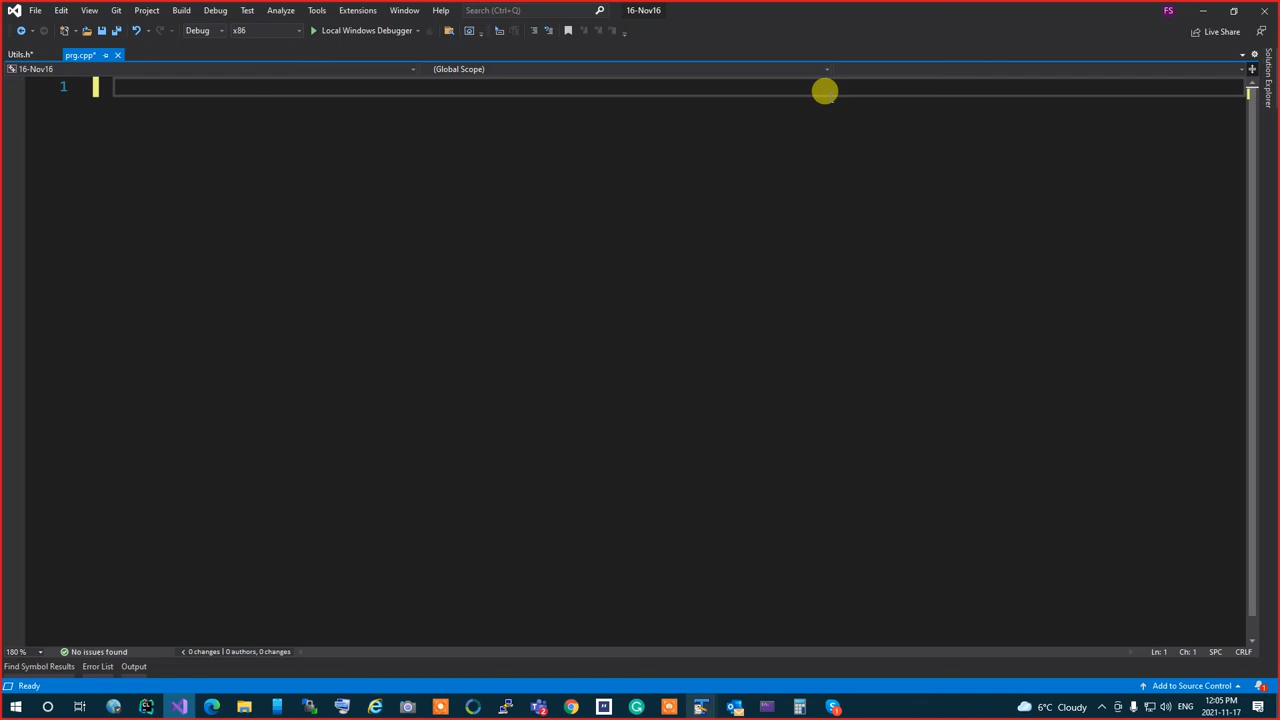 File Edit View Git Project Build Debug Test Analyze Tools Extensions Window Help Search (Ctrl+Q) 16-Nov16 FS
Debug x86 Local Windows Debugger Live Share
Utils.h* prg.cpp*
16-Nov16 (Global Scope)
Solution Explorer
1
180 % No issues found 0 changes | 0 authors, 0 changes Ln: 1 Ch: 1 SPC CRLF
Find Symbol Results Error List Output
Ready Add to Source Control 1
6°C Cloudy ENG 12:05 PM
2021-11-17